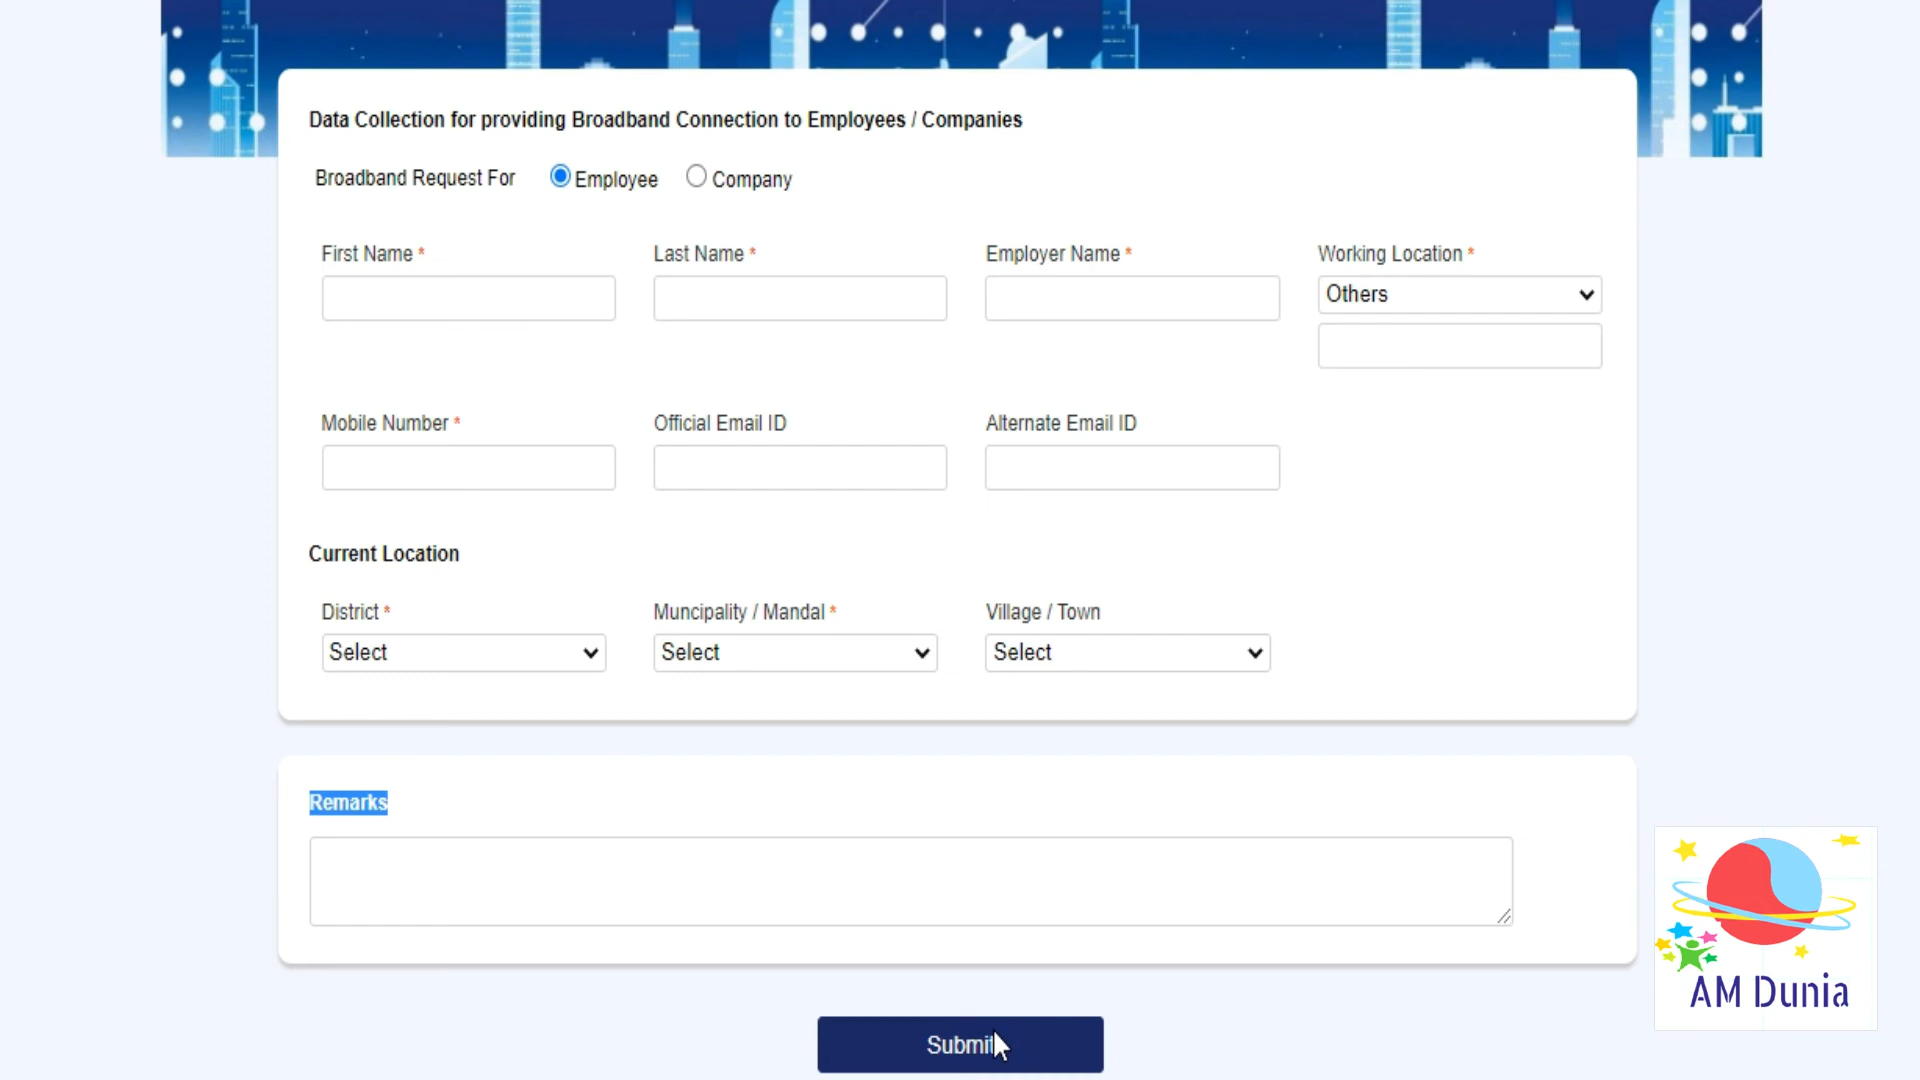 Data Collection for providing Broadband Connection to Employees / Companies
Broadband Request For Employee Company
First Name * Last Name * Employer Name * Working Location *
Others
Mobile Number * Official Email ID Alternate Email ID
Current Location
District * Muncipality / Mandal * Village / Town
Select Select Select
Remarks
Submit
AM Dunia